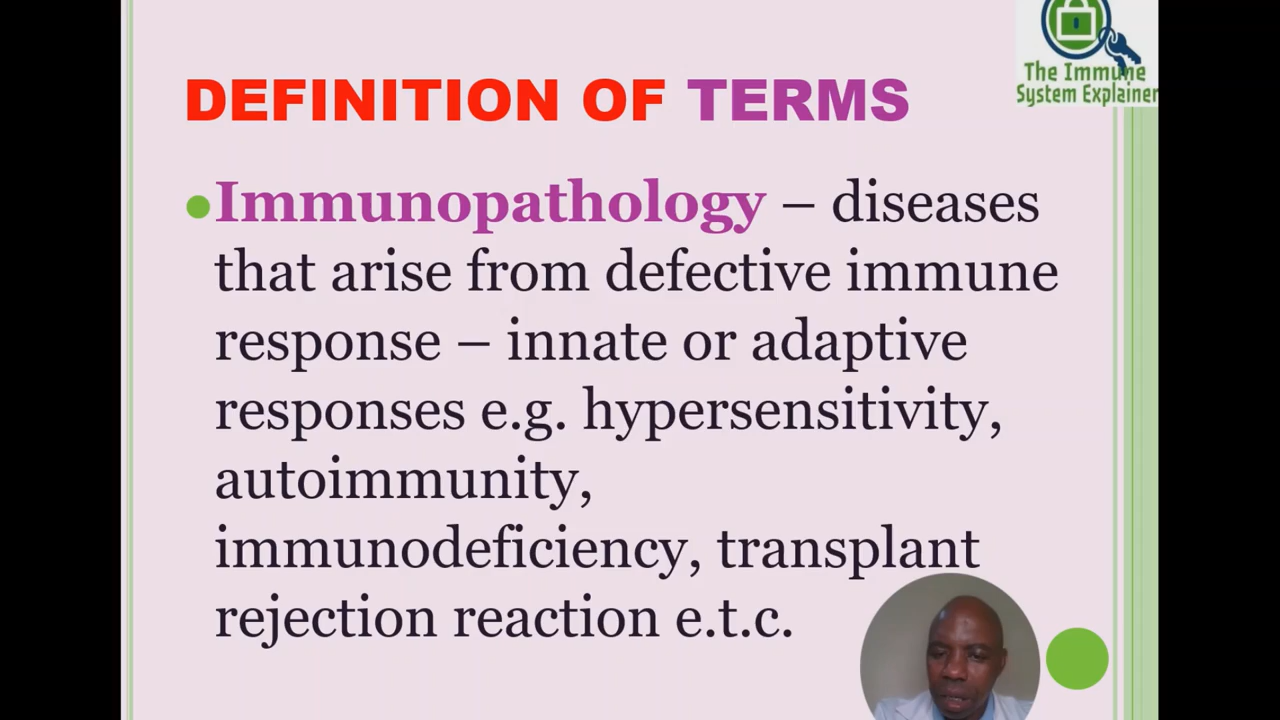 The Immune
System Explainer
DEFINITION OF TERMS
Immunopathology – diseases
that arise from defective immune
response – innate or adaptive
responses e.g. hypersensitivity,
autoimmunity,
immunodeficiency, transplant
rejection reaction e.t.c.